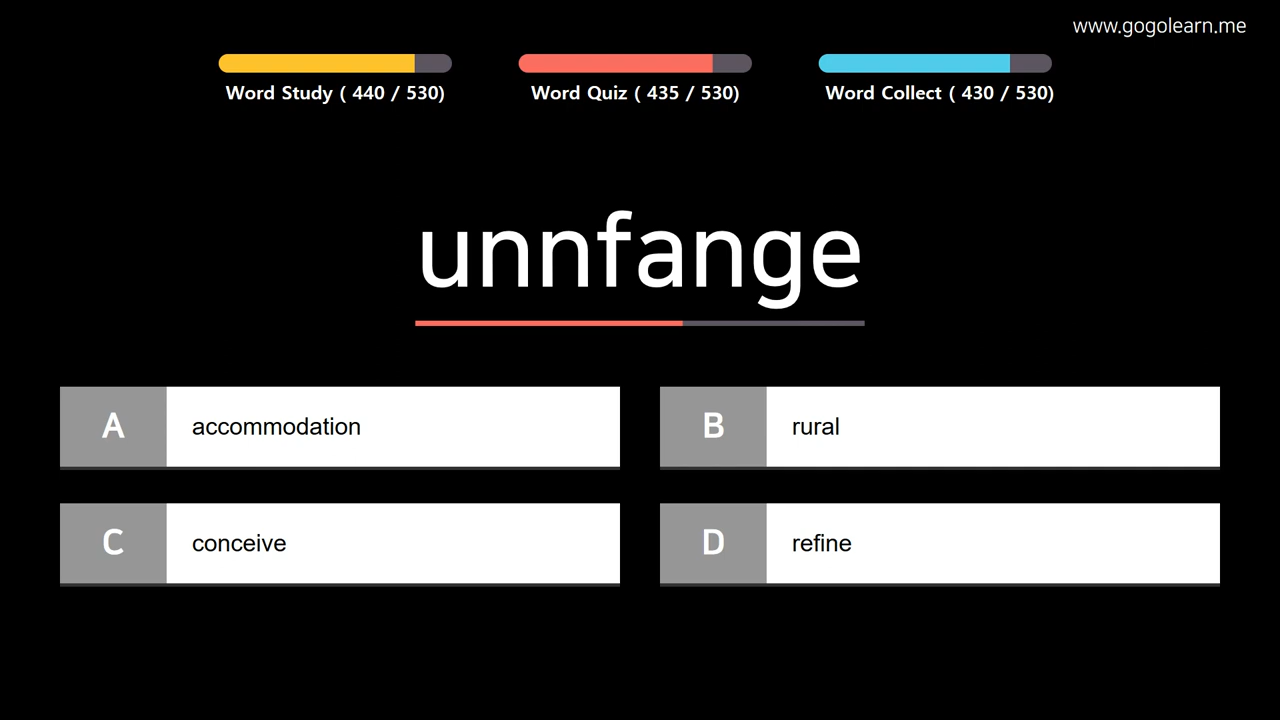 www.gogolearn.me
Word Study ( 440 / 530)
Word Quiz ( 435 / 530)
Word Collect ( 430 / 530)
unnfange
A
accommodation
B
rural
C
conceive
D
refine